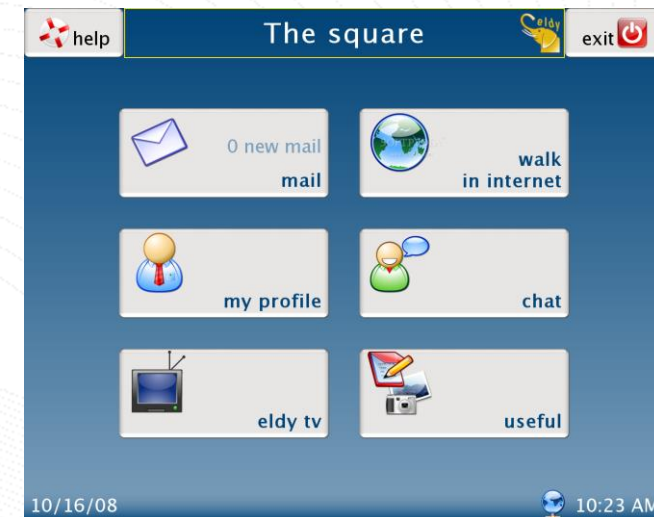 help
The square
eldy
exit
0 new mail
mail
walk
in internet
my profile
chat
eldy tv
useful
10/16/08
10:23 AM